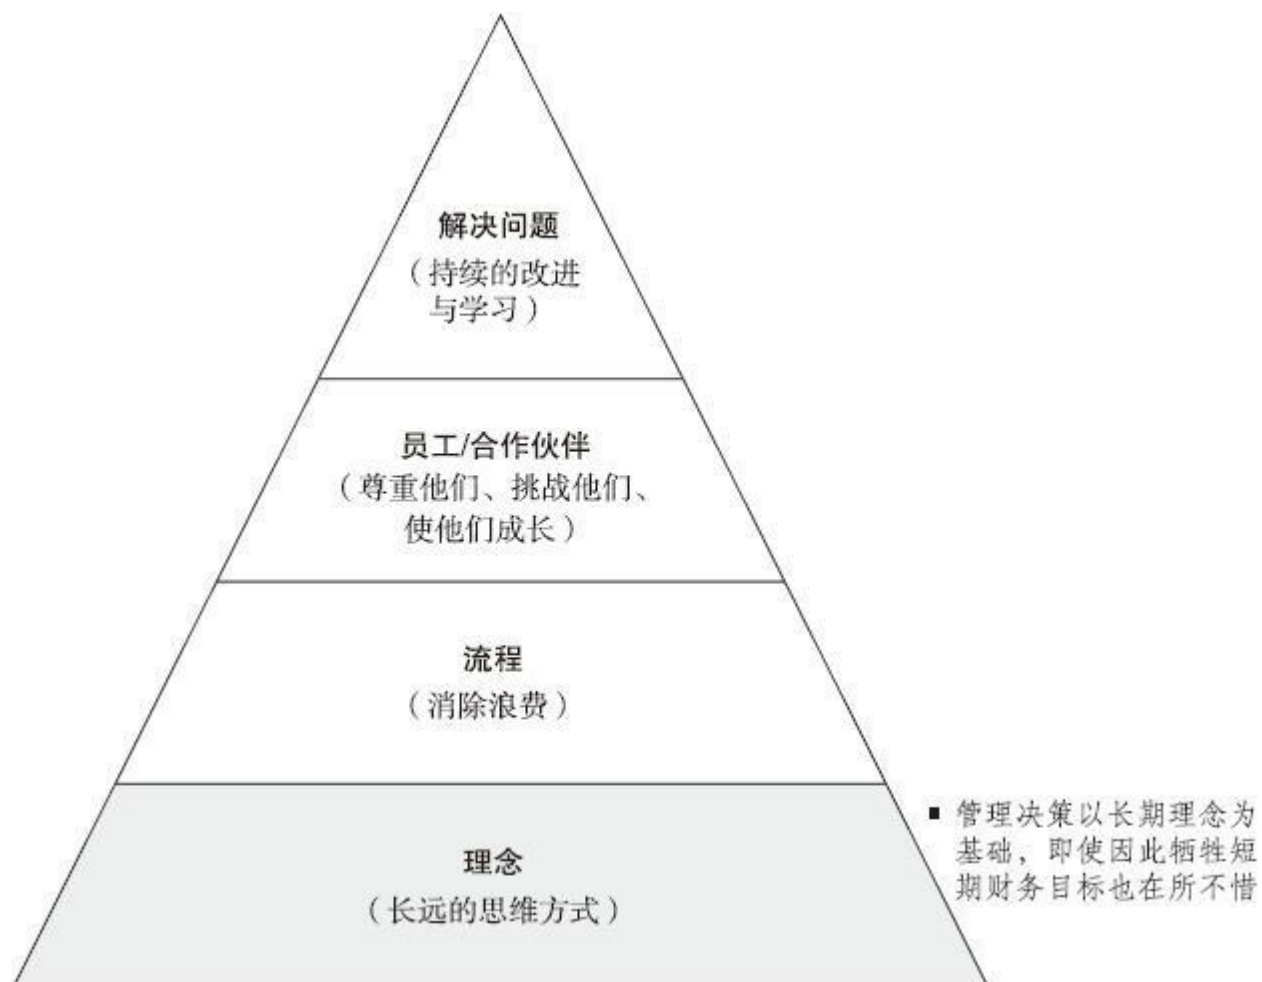 解决问题
（持续的改进
与学习）
员工/合作伙伴
（尊重他们、挑战他们、
使他们成长）
流程
（消除浪费）
理念
（长远的思维方式）
■ 管理决策以长期理念为
基础，即使因此牺牲短
期财务目标也在所不惜